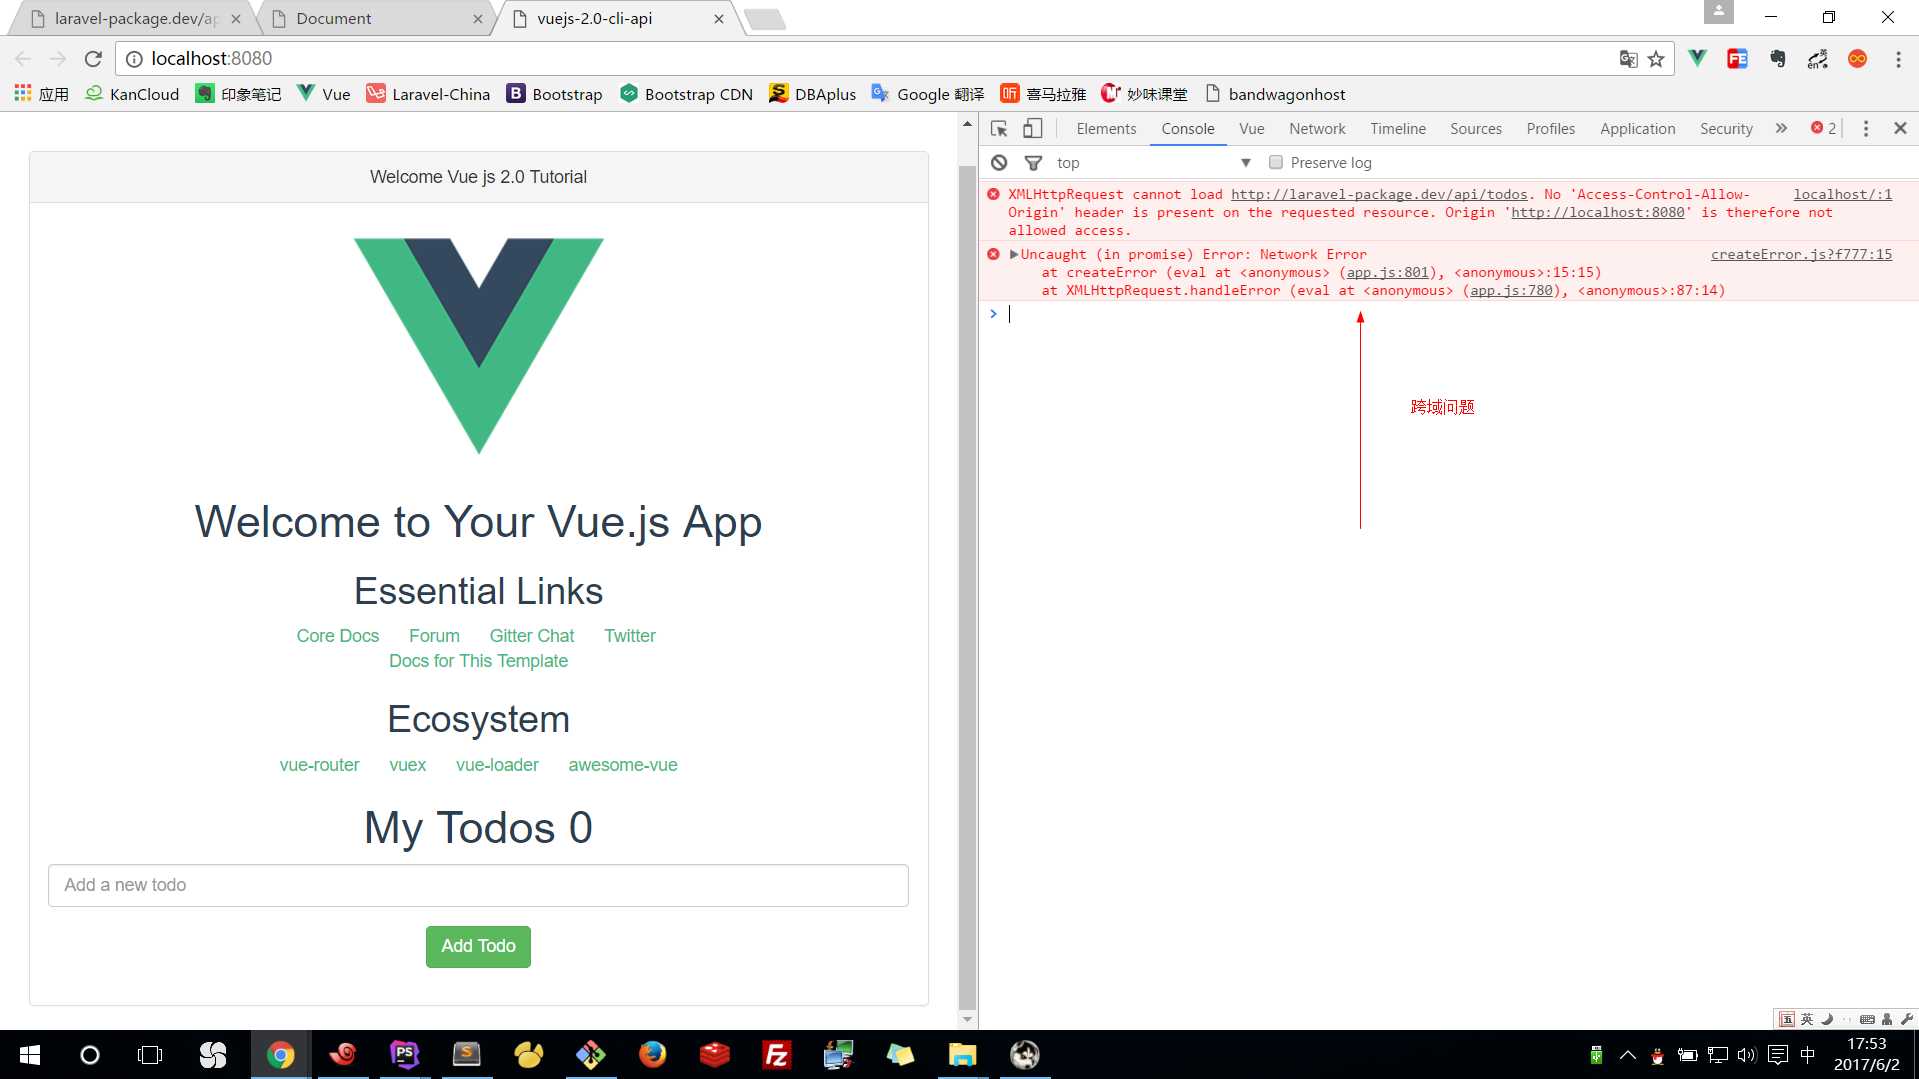 laravel-package.dev/ap
Document
vuejs-2.0-cli-api
localhost:8080
应用
KanCloud
印象笔记
Vue
Laravel-China
Bootstrap
Bootstrap CDN
DBAplus
Google 翻译
喜马拉雅
妙味课堂
bandwagonhost
Welcome Vue js 2.0 Tutorial
Welcome to Your Vue.js App
Essential Links
Core Docs Forum Gitter Chat Twitter
Docs for This Template
Ecosystem
vue-router vuex vue-loader awesome-vue
My Todos 0
Add a new todo
Add Todo
Elements Console Vue Network Timeline Sources Profiles Application Security » 2
top Preserve log
XMLHttpRequest cannot load http://laravel-package.dev/api/todos. No 'Access-Control-Allow- localhost/:1
Origin' header is present on the requested resource. Origin 'http://localhost:8080' is therefore not
allowed access.
Uncaught (in promise) Error: Network Error createError.js?f777:15
at createError (eval at <anonymous> (app.js:801), <anonymous>:15:15)
at XMLHttpRequest.handleError (eval at <anonymous> (app.js:780), <anonymous>:87:14)
跨域问题
英
中
17:53
2017/6/2